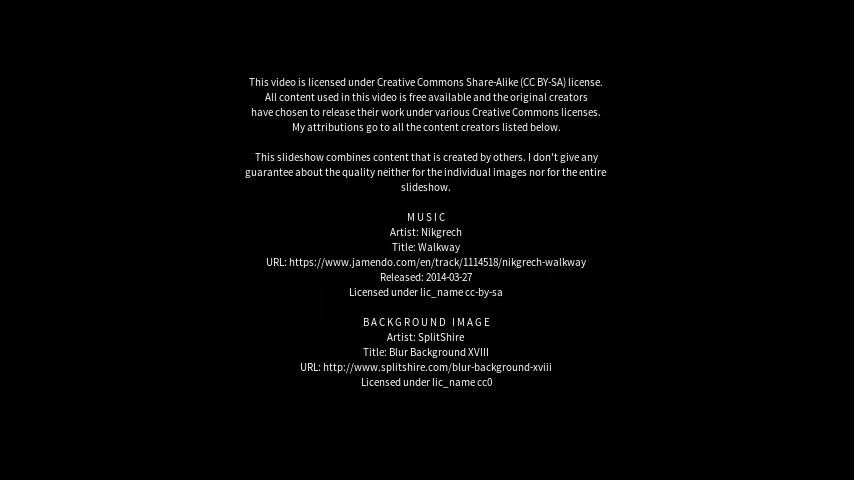 This video is licensed under Creative Commons Share-Alike (CC BY-SA) license.
All content used in this video is free available and the original creators
have chosen to release their work under various Creative Commons licenses.
My attributions go to all the content creators listed below.
This slideshow combines content that is created by others. I don't give any
guarantee about the quality neither for the individual images nor for the entire
slideshow.
MUSIC
Artist: Nikgrech
Title: Walkway
URL: https://www.jamendo.com/en/track/1114518/nikgrech-walkway
Released: 2014-03-27
Licensed under lic_name cc-by-sa
BACKGROUND IMAGE
Artist: SplitShire
Title: Blur Background XVIII
URL: http://www.splitshire.com/blur-background-xviii
Licensed under lic_name cc0